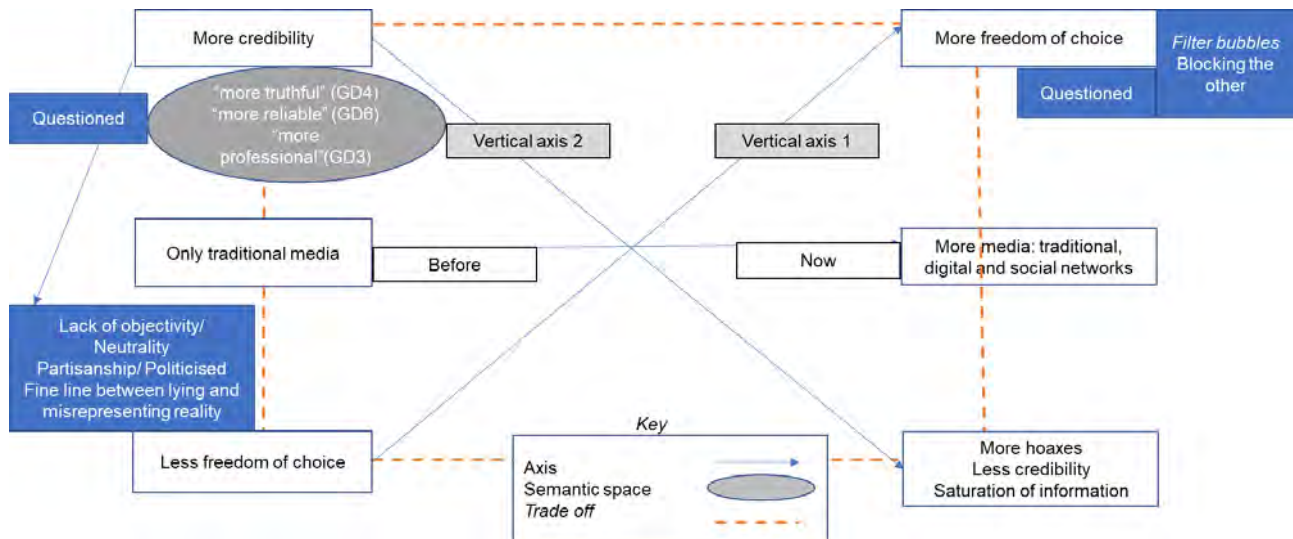 More credibility
More freedom of choice
Filter bubbles
Blocking the
other
"more truthful" (GD4)
"more reliable" (GD6)
"more
professional"(GD3)
Questioned
Questioned
Vertical axis 2
Vertical axis 1
Only traditional media
Before
Now
More media: traditional,
digital and social networks
Lack of objectivity/
Neutrality
Partisanship/ Politicised
Fine line between lying and
misrepresenting reality
Less freedom of choice
Key
Axis
Semantic space
Trade off
More hoaxes
Less credibility
Saturation of information